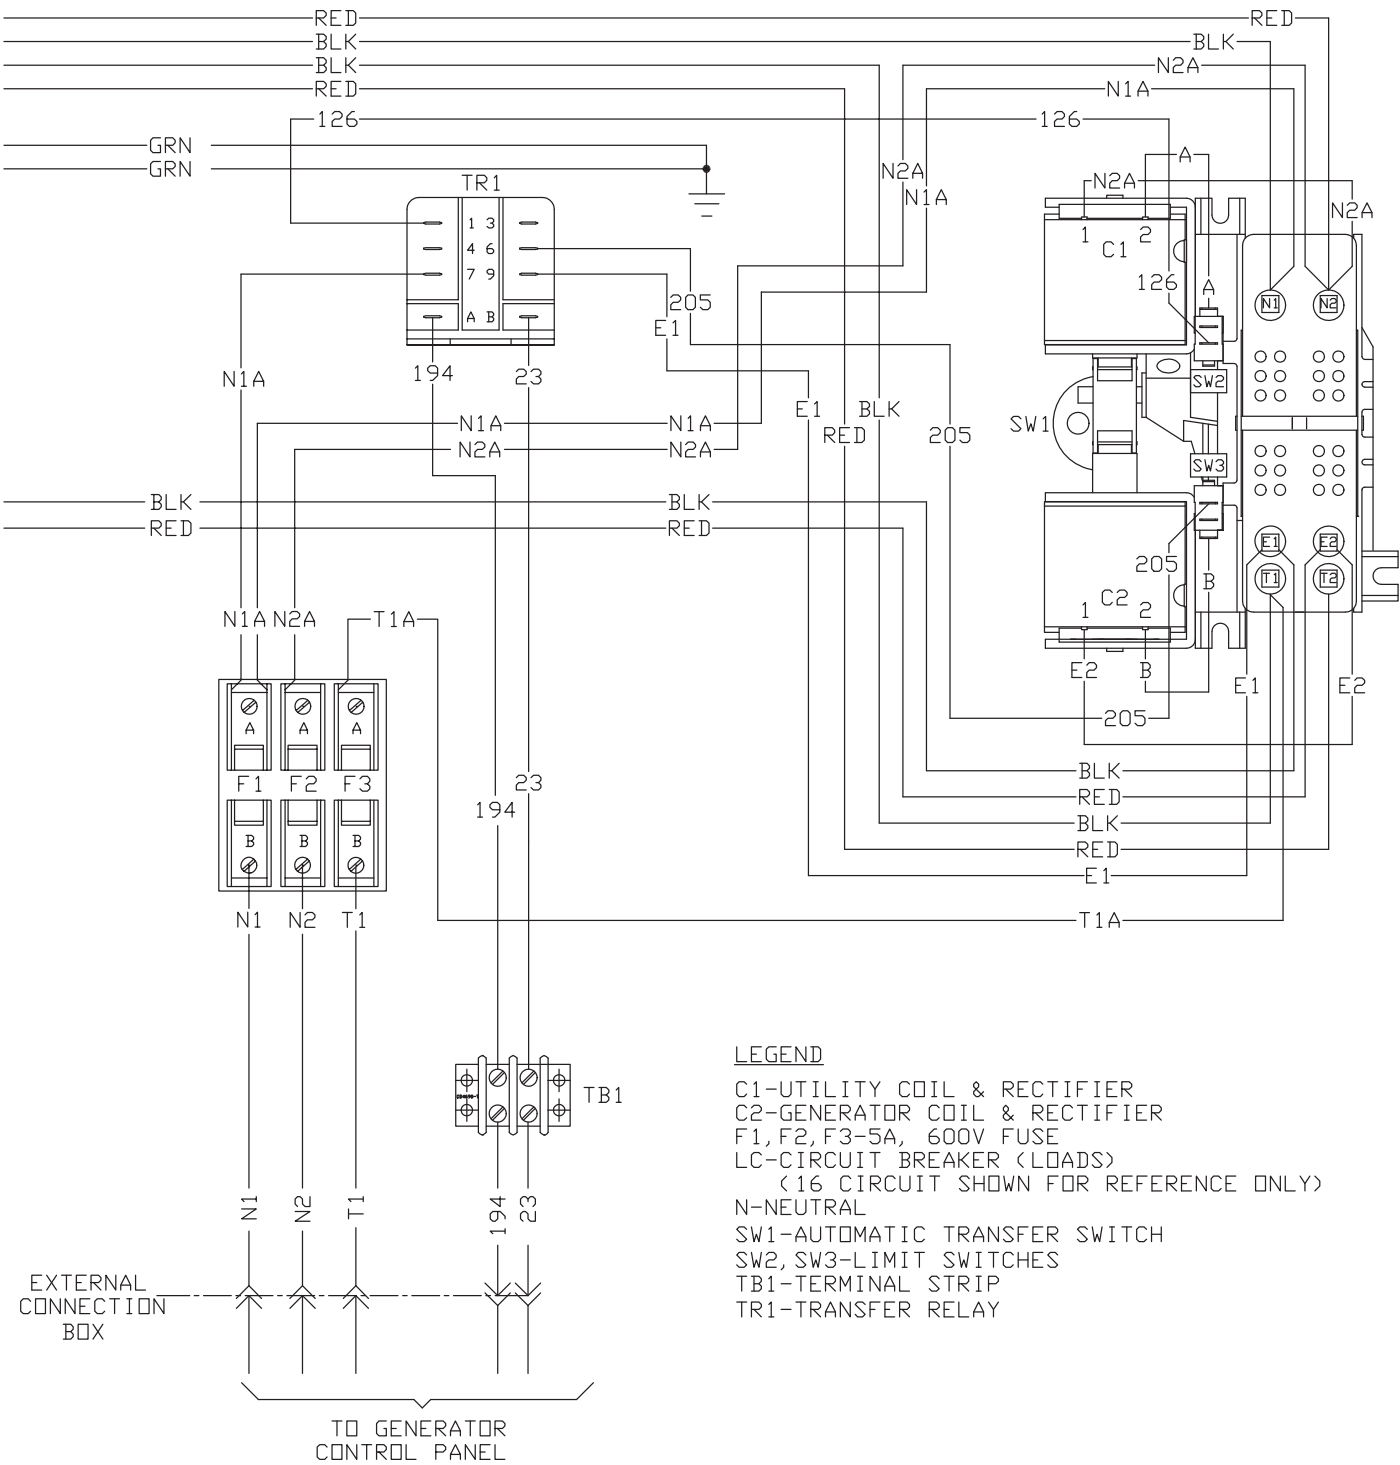 RED RED
BLK BLK
BLK N2A
RED N1A
126 126
GRN
GRN
A
N2A N2A
N1A N2A
TR1
1 3
4 6
7 9
A B
1 2
C1
126 A
205
E1
N1 N2
194 23
N1A
SW2
E1 BLK
RED 205
SW1
N1A N1A
N2A N2A
SW3
BLK BLK
RED RED
E1 E2
205 B
T1 T2
C2
1 2
N1A N2A T1A
E2 B E1 E2
205
A A A
F1 F2 F3
B B B
23
194
BLK
RED
BLK
RED
E1
N1 N2 T1
T1A
TB1
N1 N2 T1 194 23
EXTERNAL
CONNECTION
BOX
TO GENERATOR
CONTROL PANEL
LEGEND
C1-UTILITY COIL & RECTIFIER
C2-GENERATOR COIL & RECTIFIER
F1,F2,F3-5A, 600V FUSE
LC-CIRCUIT BREAKER (LOADS)
(16 CIRCUIT SHOWN FOR REFERENCE ONLY)
N-NEUTRAL
SW1-AUTOMATIC TRANSFER SWITCH
SW2,SW3-LIMIT SWITCHES
TB1-TERMINAL STRIP
TR1-TRANSFER RELAY